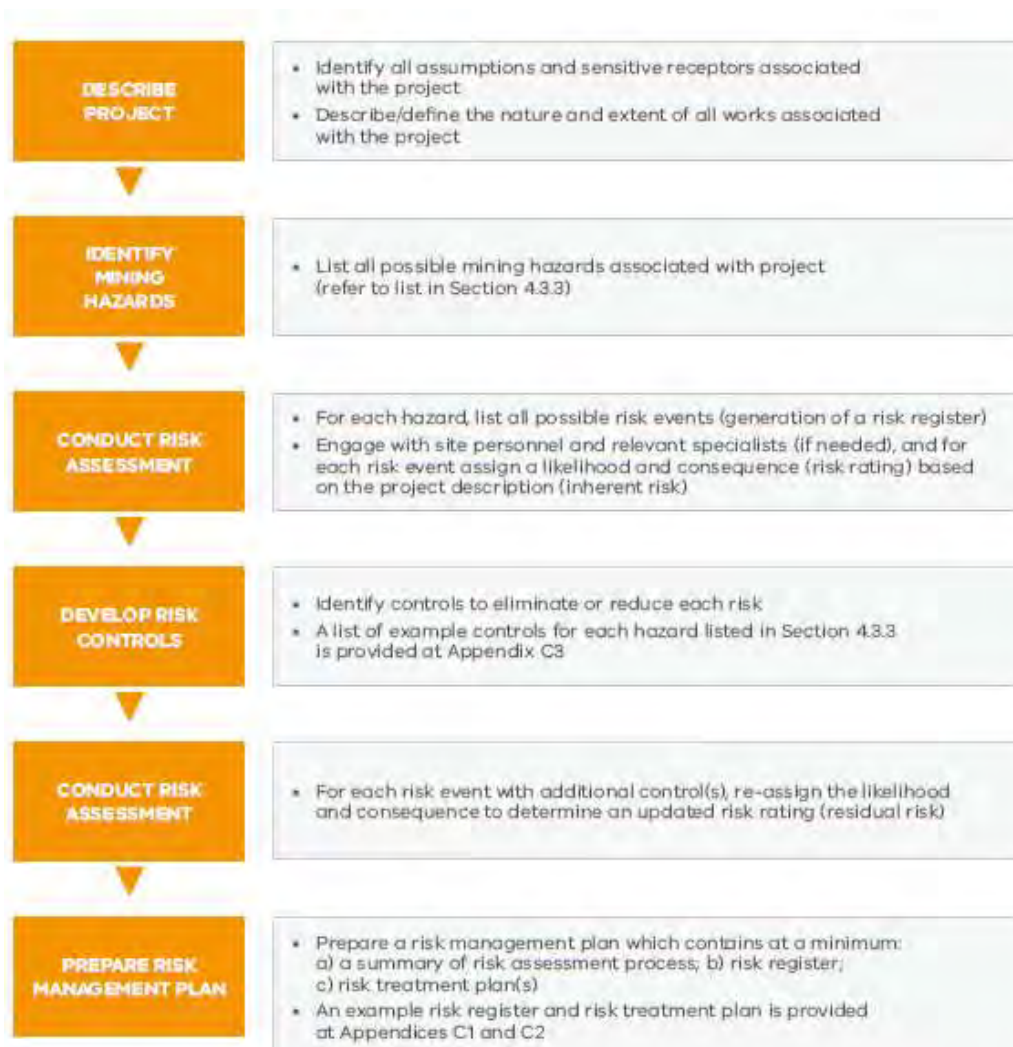 DESCRIBE
PROJECT
• Identify all assumptions and sensitive receptors associated
with the project
• Describe/define the nature and extent of all works associated
with the project
IDENTIFY
MINING
HAZARDS
• List all possible mining hazards associated with project
(refer to list in Section 4.3.3)
CONDUCT RISK
ASSESSMENT
• For each hazard, list all possible risk events (generation of a risk register)
• Engage with site personnel and relevant specialists (if needed), and for
each risk event assign a likelihood and consequence (risk rating) based
on the project description (inherent risk)
DEVELOP RISK
CONTROLS
• Identify controls to eliminate or reduce each risk
• A list of example controls for each hazard listed in Section 4.3.3
is provided at Appendix C3
CONDUCT RISK
ASSESSMENT
• For each risk event with additional control(s), re-assign the likelihood
and consequence to determine an updated risk rating (residual risk)
PREPARE RISK
MANAGEMENT PLAN
• Prepare a risk management plan which contains at a minimum:
a) a summary of risk assessment process; b) risk register;
c) risk treatment plan(s)
• An example risk register and risk treatment plan is provided
at Appendices C1 and C2